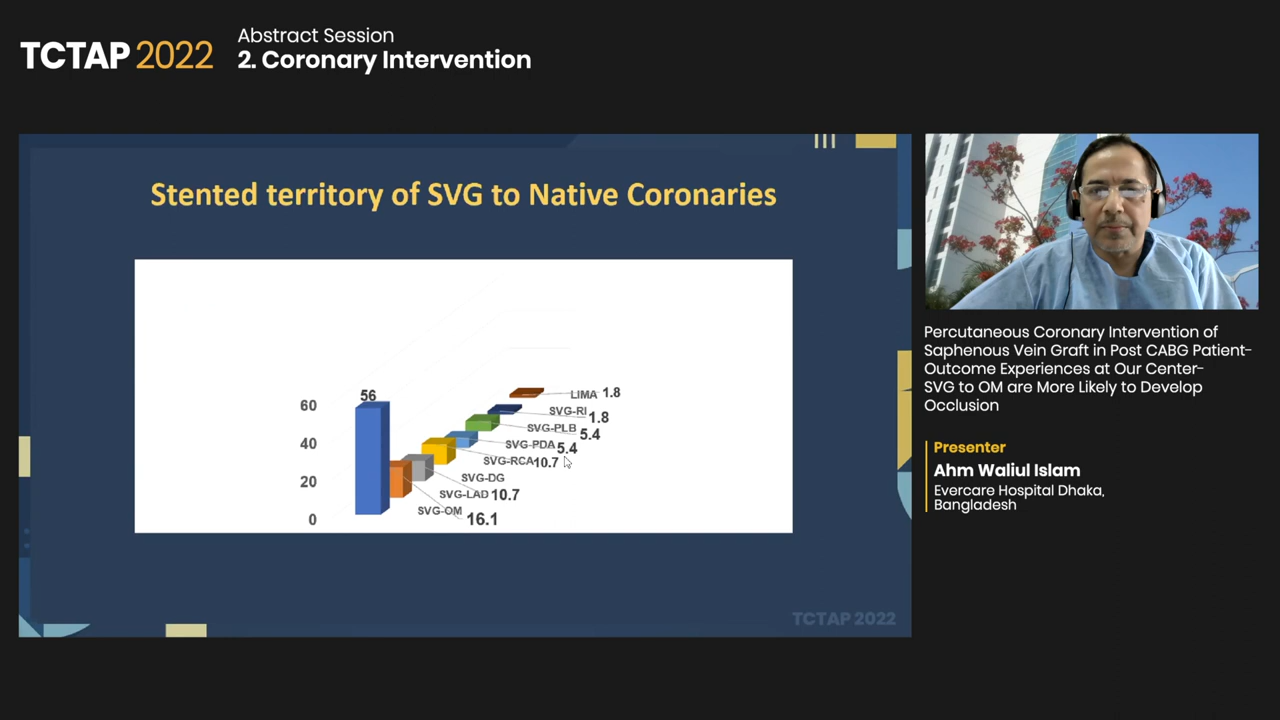 TCTAP 2022
Abstract Session
2. Coronary Intervention
Stented territory of SVG to Native Coronaries
60
40
20
0
56
LIMA 1.8
SVG-RI 1.8
SVG-PLB 5.4
SVG-PDA 5.4
SVG-RCA 10.7
SVG-DG
SVG-LAD 10.7
SVG-OM 16.1
TCTAP 2022
Percutaneous Coronary Intervention of
Saphenous Vein Graft in Post CABG Patient-
Outcome Experiences at Our Center-
SVG to OM are More Likely to Develop
Occlusion
Presenter
Ahm Waliul Islam
Evercare Hospital Dhaka,
Bangladesh